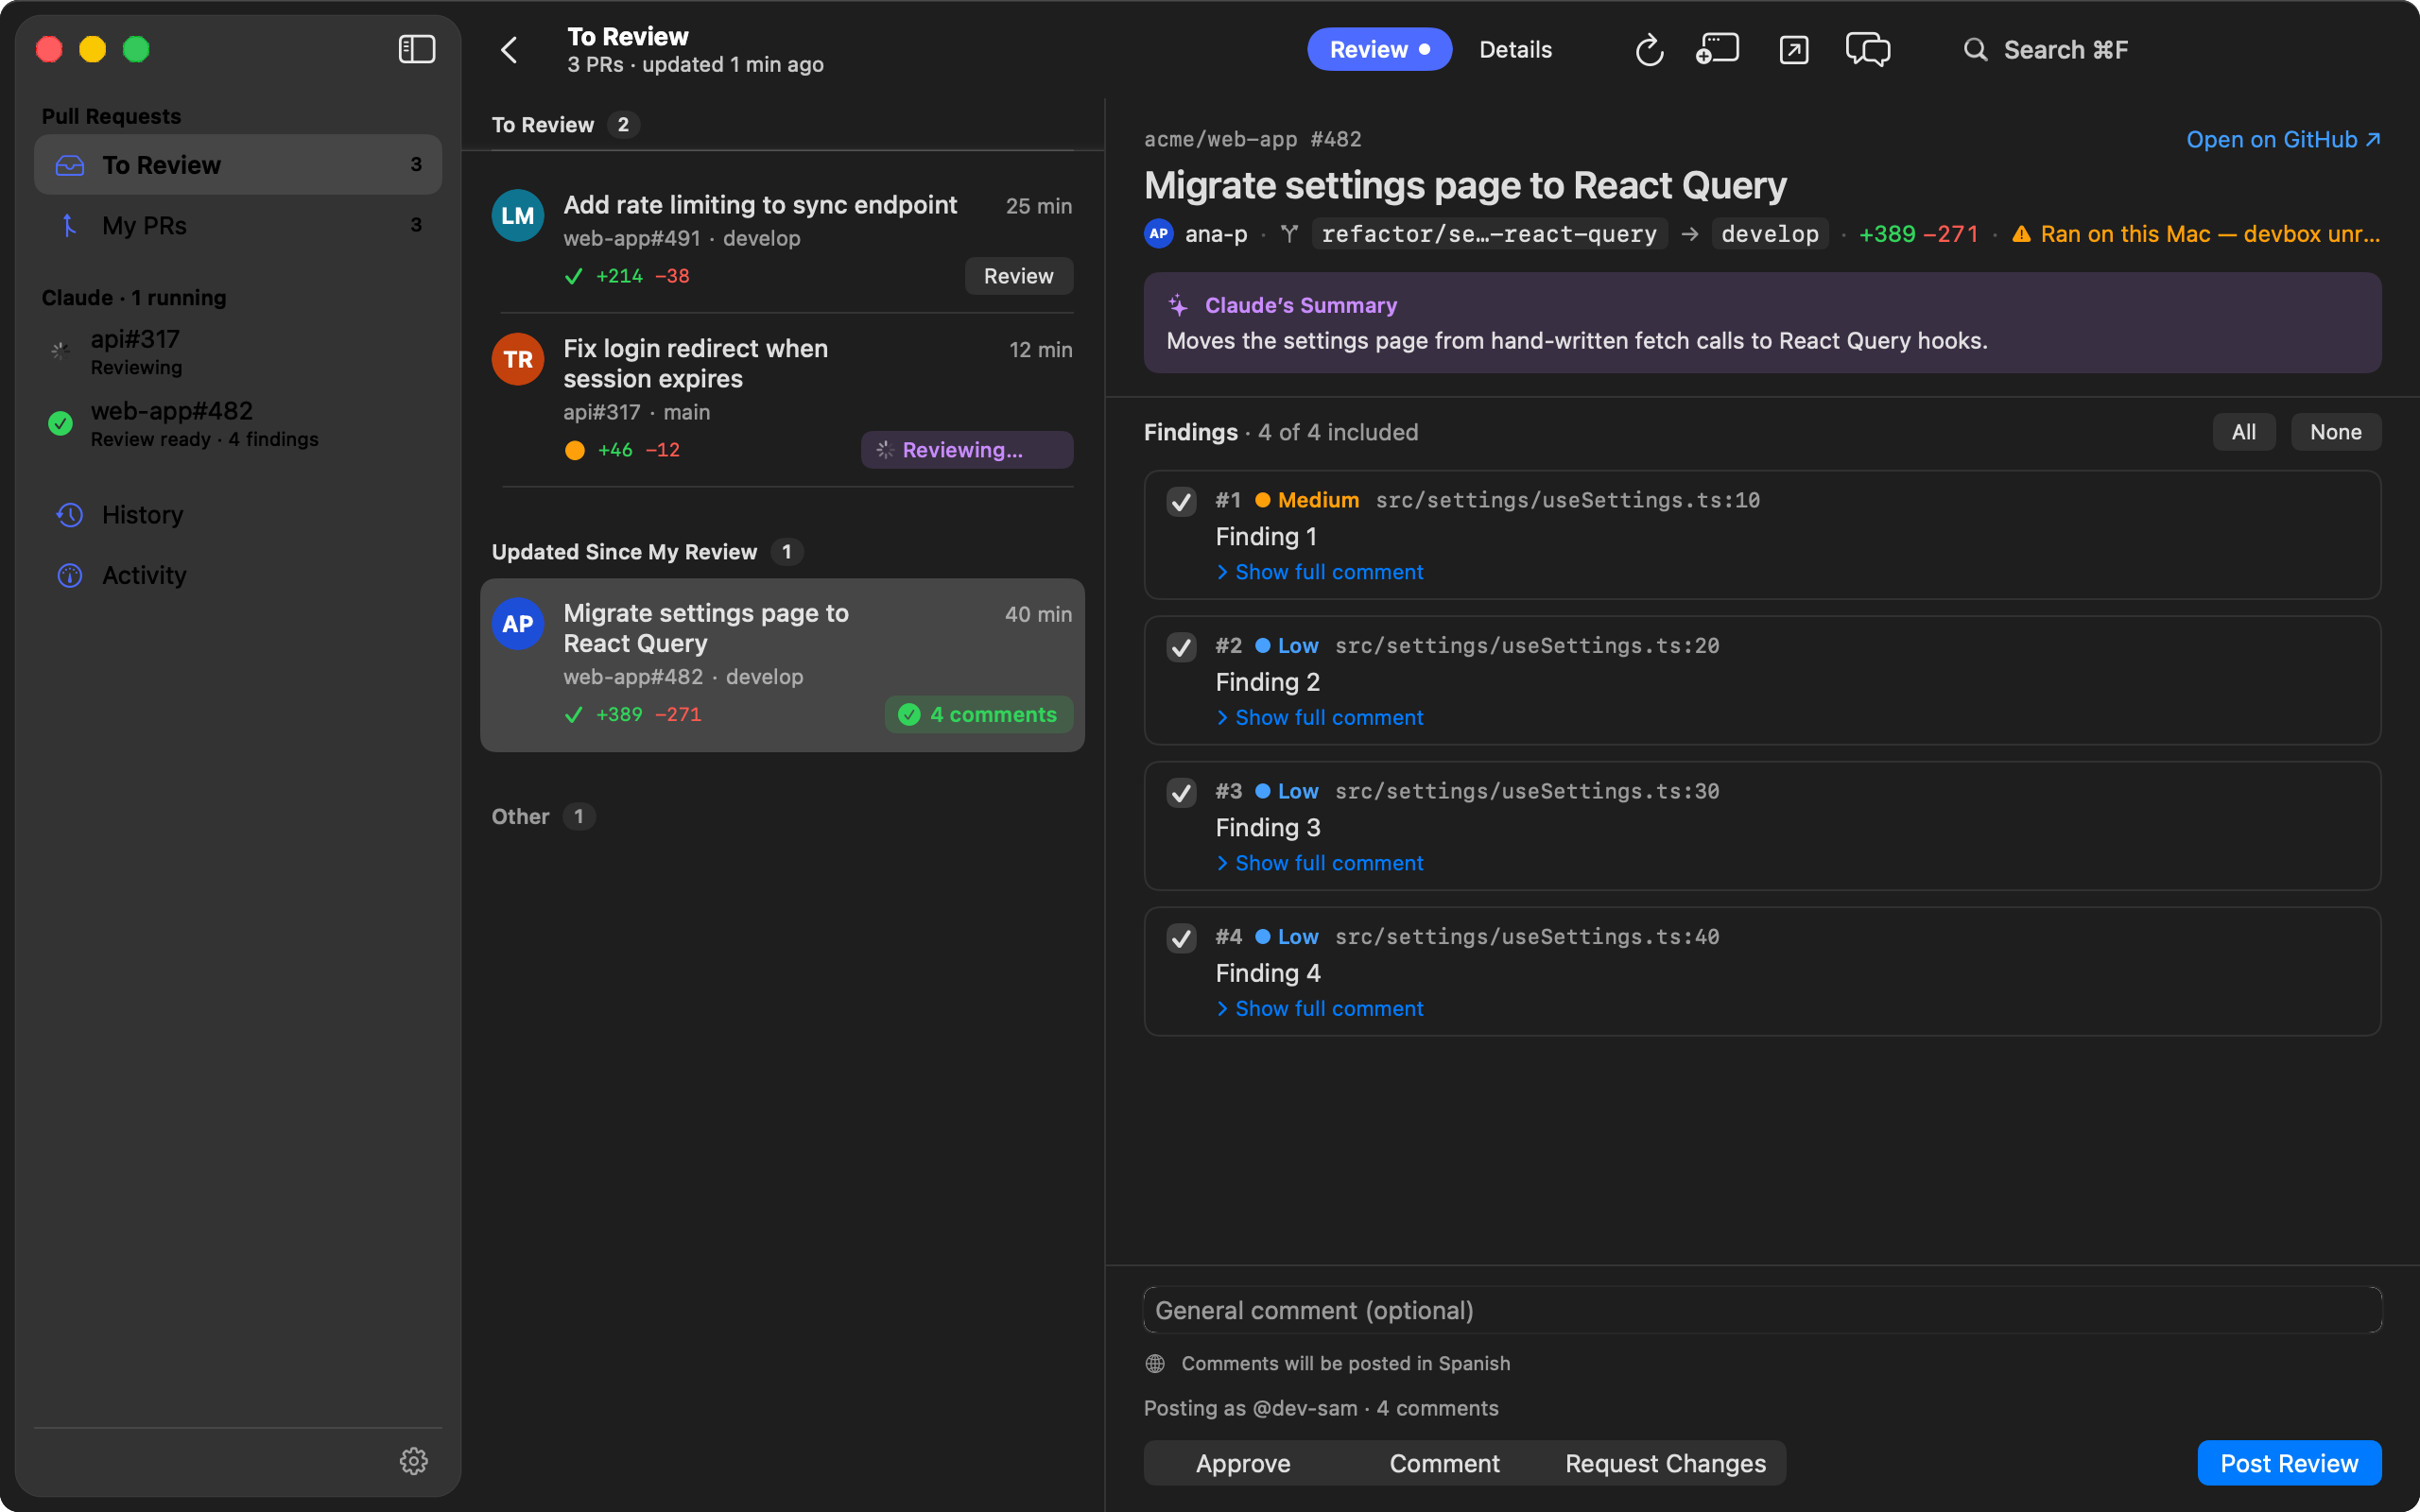 Pull Requests
To Review 3
My PRs 3
Claude · 1 running
api#317
Reviewing
web-app#482
Review ready · 4 findings
History
Activity
To Review
3 PRs · updated 1 min ago
Review
Details
Search ⌘F
To Review 2
LM
Add rate limiting to sync endpoint 25 min
web-app#491 · develop
+214 −38
Review
TR
Fix login redirect when
session expires
12 min
api#317 · main
+46 −12
Reviewing...
Updated Since My Review 1
AP
Migrate settings page to
React Query
40 min
web-app#482 · develop
+389 −271
4 comments
Other 1
acme/web-app #482
Open on GitHub ↗
Migrate settings page to React Query
AP ana-p · refactor/se…-react-query → develop · +389 −271 · Ran on this Mac — devbox unr…
Claude's Summary
Moves the settings page from hand-written fetch calls to React Query hooks.
Findings · 4 of 4 included
All
None
#1 Medium src/settings/useSettings.ts:10
Finding 1
Show full comment
#2 Low src/settings/useSettings.ts:20
Finding 2
Show full comment
#3 Low src/settings/useSettings.ts:30
Finding 3
Show full comment
#4 Low src/settings/useSettings.ts:40
Finding 4
Show full comment
General comment (optional)
Comments will be posted in Spanish
Posting as @dev-sam · 4 comments
Approve
Comment
Request Changes
Post Review